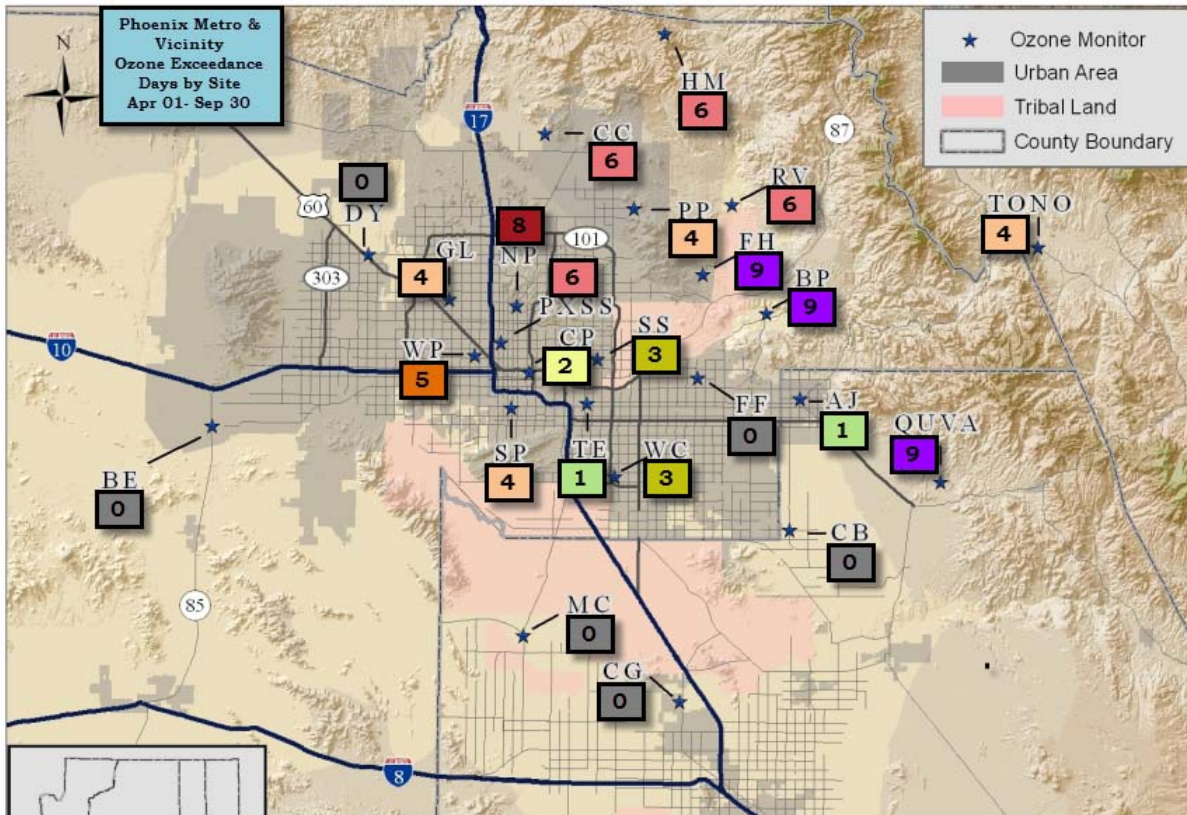 Phoenix Metro &
Vicinity
Ozone Exceedance
Days by Site
Apr 01- Sep 30
N
Ozone Monitor
Urban Area
Tribal Land
County Boundary
17
87
HM
6
CC
6
0
DY
60
RV
6
PP
4
TONO
4
8
101
NP
FH
9
303
GL
4
6
PXSS
BP
9
10
WP
5
CP
2
SS
3
FF
0
AJ
1
QUVA
9
SP
4
TE
1
WC
3
BE
0
CB
0
85
MC
0
CG
0
8